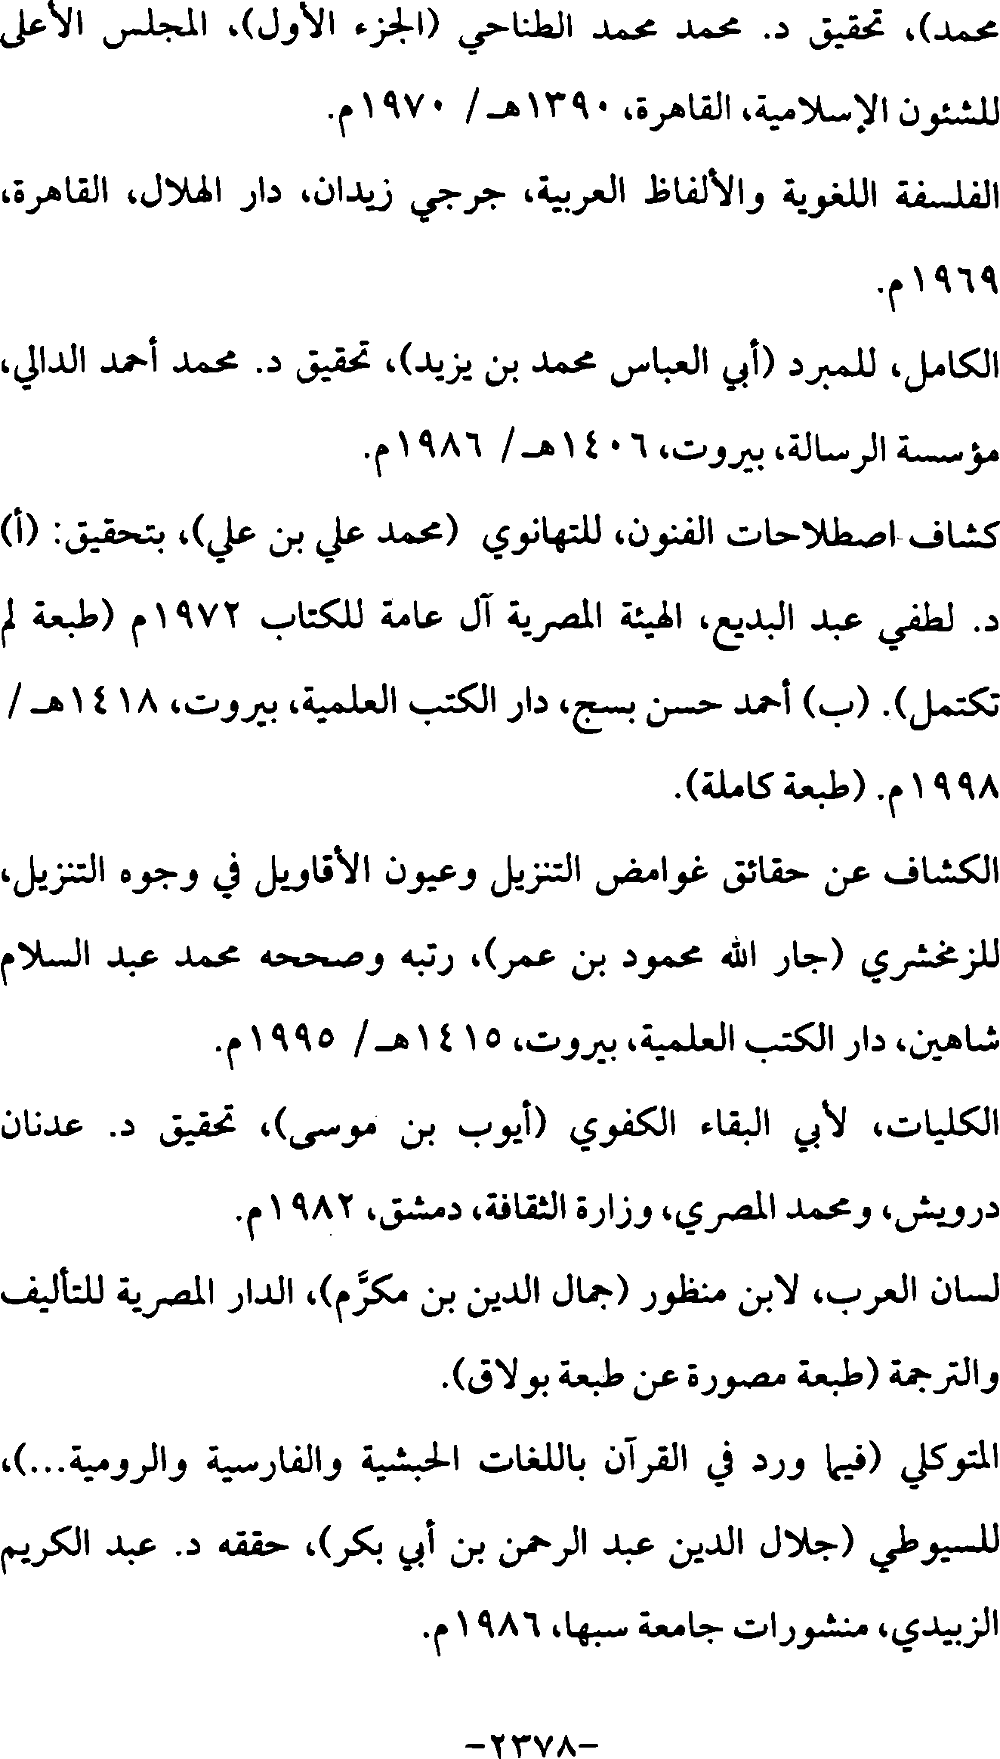 محمد)، تحقيق د. محمد محمد الطناحي (الجزء الأول)، المجلس الأعلى
للشئون الإسلامية، القاهرة، ١٣٩٠هـ/ ١٩٧٠م.
الفلسفة اللغوية والألفاظ العربية، جرجي زيدان، دار الهلال، القاهرة،
١٩٦٩م.
الكامل، للمبرد (أبي العباس محمد بن يزيد)، تحقيق د. محمد أحمد الدالي،
مؤسسة الرسالة، بيروت، ١٤٠٦هـ/ ١٩٨٦م.
كشاف اصطلاحات الفنون، للتهانوي (محمد علي بن علي)، بتحقيق: (أ)
د. لطفي عبد البديع، الهيئة المصرية آل عامة للكتاب ١٩٧٢م (طبعة لم
تكتمل). (ب) أحمد حسن بسج، دار الكتب العلمية، بيروت، ١٤١٨هـ/
١٩٩٨م. (طبعة كاملة).
الكشاف عن حقائق غوامض التنزيل وعيون الأقاويل في وجوه التنزيل،
للزمخشري (جار الله محمود بن عمر)، رتبه وصححه محمد عبد السلام
شاهين، دار الكتب العلمية، بيروت، ١٤١٥هـ/ ١٩٩٥م.
الكليات، لأبي البقاء الكفوي (أيوب بن موسى)، تحقيق د. عدنان
درويش، ومحمد المصري، وزارة الثقافة، دمشق، ١٩٨٢م.
لسان العرب، لابن منظور (جمال الدين بن مكرَّم)، الدار المصرية للتأليف
والترجمة (طبعة مصورة عن طبعة بولاق).
المتوكلي (فيما ورد في القرآن باللغات الحبشية والفارسية والرومية...)،
للسيوطي (جلال الدين عبد الرحمن بن أبي بكر)، حققه د. عبد الكريم
الزبيدي، منشورات جامعة سبها، ١٩٨٦م.
-٢٣٧٨-